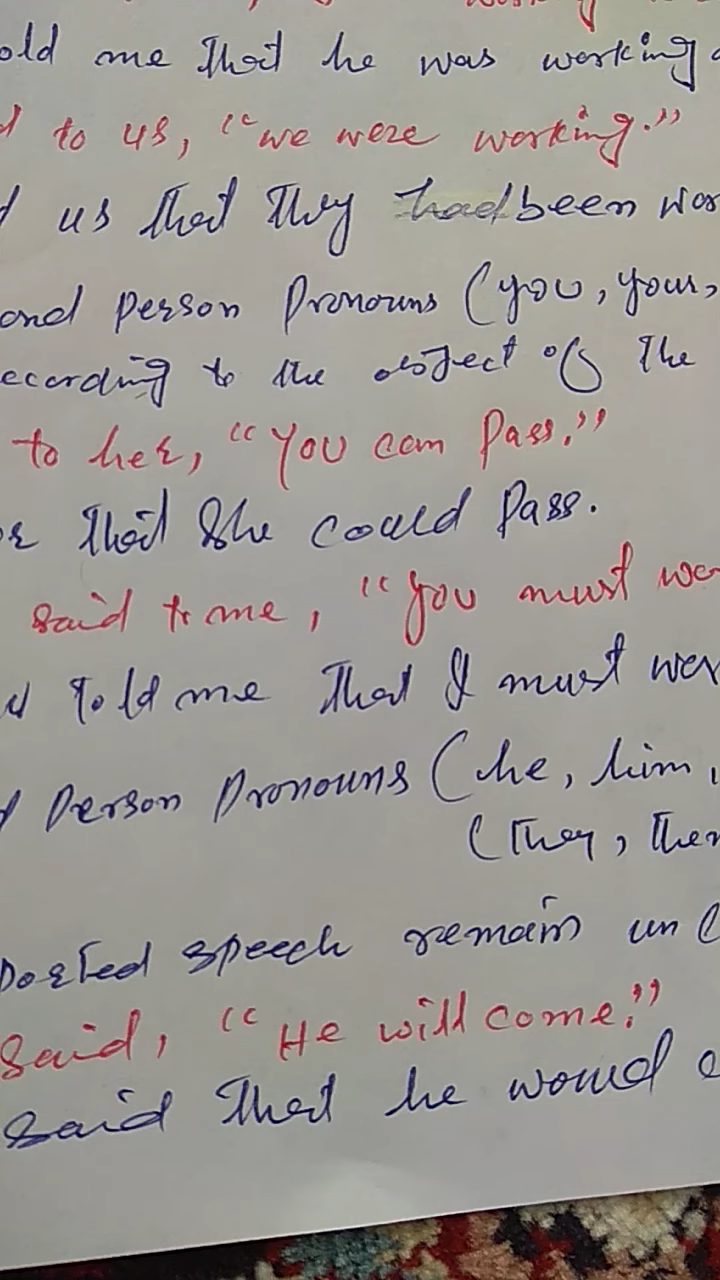 old me that he was working
to us, "we were working."
us that they had been wor
ond person pronouns (you, your,
ccording to the object of the
to her, "You can pass."
that she could pass.
said to me, "you must wo
told me that I must wor
person pronouns (he, him,
(they, them
ported speech remain un
said, "He will come."
said that he would